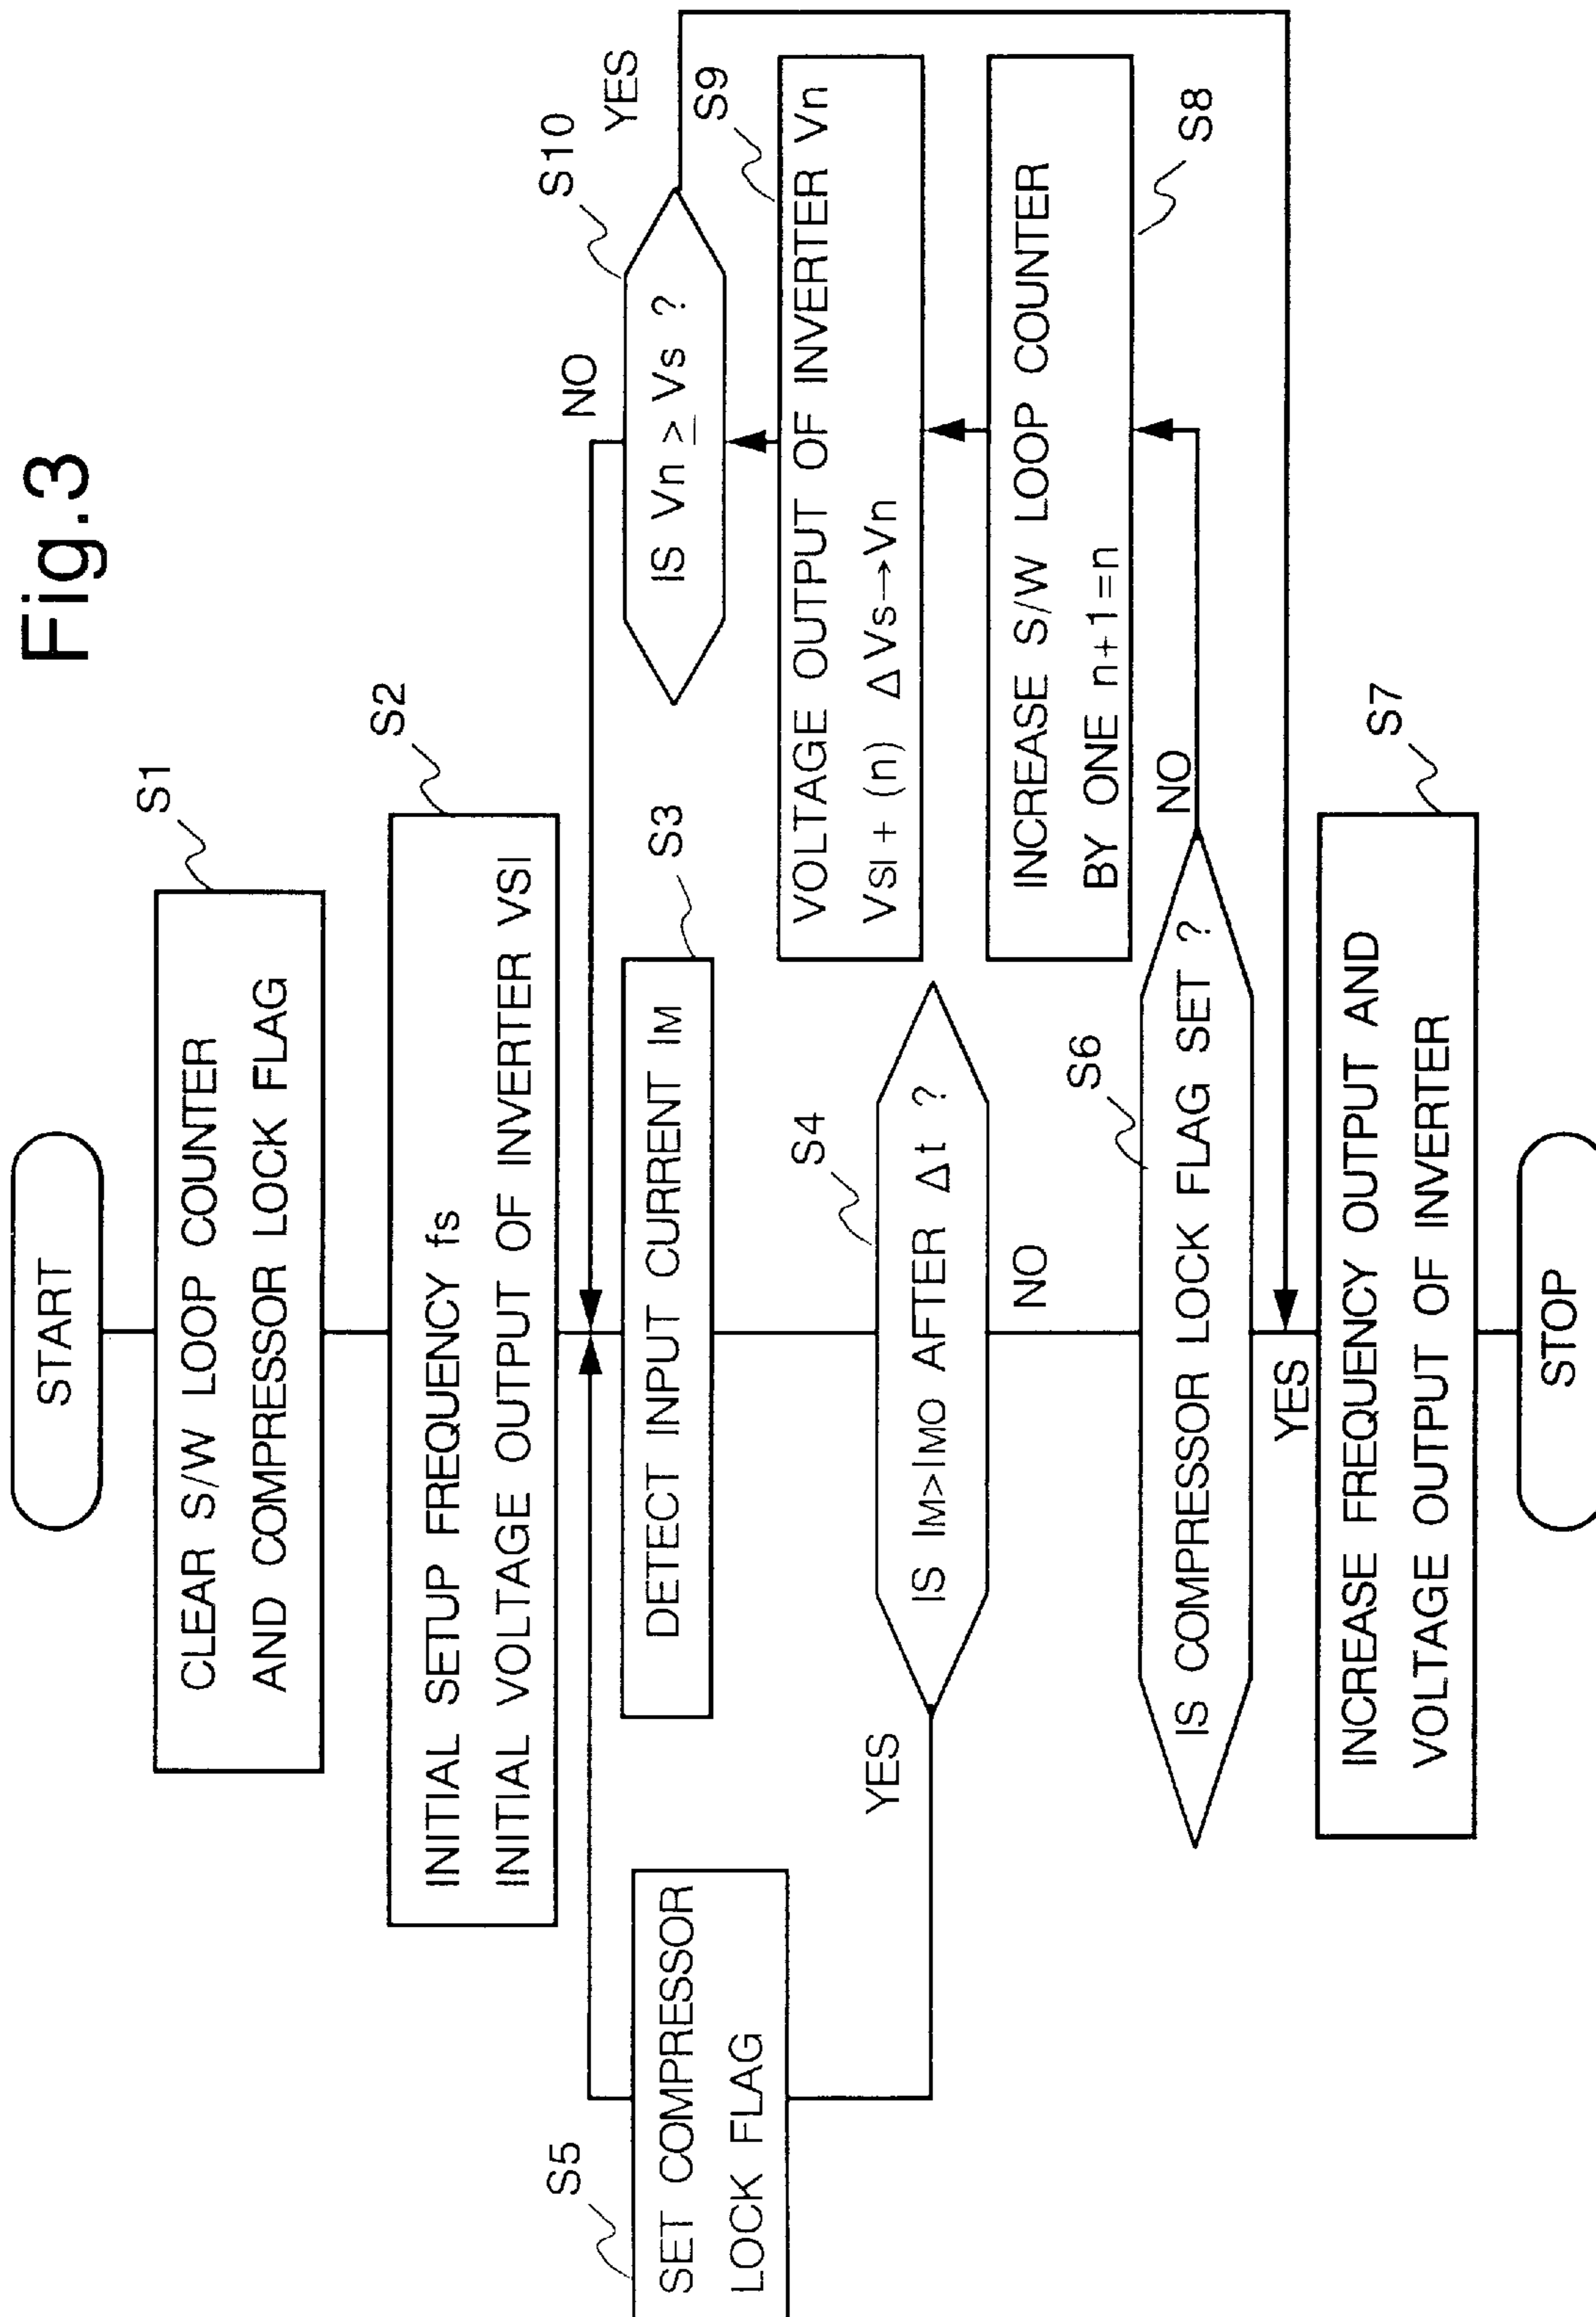 Fig.3
START
S1
CLEAR S/W LOOP COUNTER
AND COMPRESSOR LOCK FLAG
S2
INITIAL SETUP FREQUENCY fs
INITIAL VOLTAGE OUTPUT OF INVERTER VSI
S3
DETECT INPUT CURRENT IM
S4
IS IM>IMO AFTER Δt ?
YES
NO
S5
SET COMPRESSOR
LOCK FLAG
S6
IS COMPRESSOR LOCK FLAG SET ?
YES
NO
S7
INCREASE FREQUENCY OUTPUT AND
VOLTAGE OUTPUT OF INVERTER
STOP
S8
INCREASE S/W LOOP COUNTER
BY ONE n+1=n
S9
VOLTAGE OUTPUT OF INVERTER Vn
VSI + (n) ΔVs→Vn
S10
IS Vn ≥ Vs ?
NO
YES